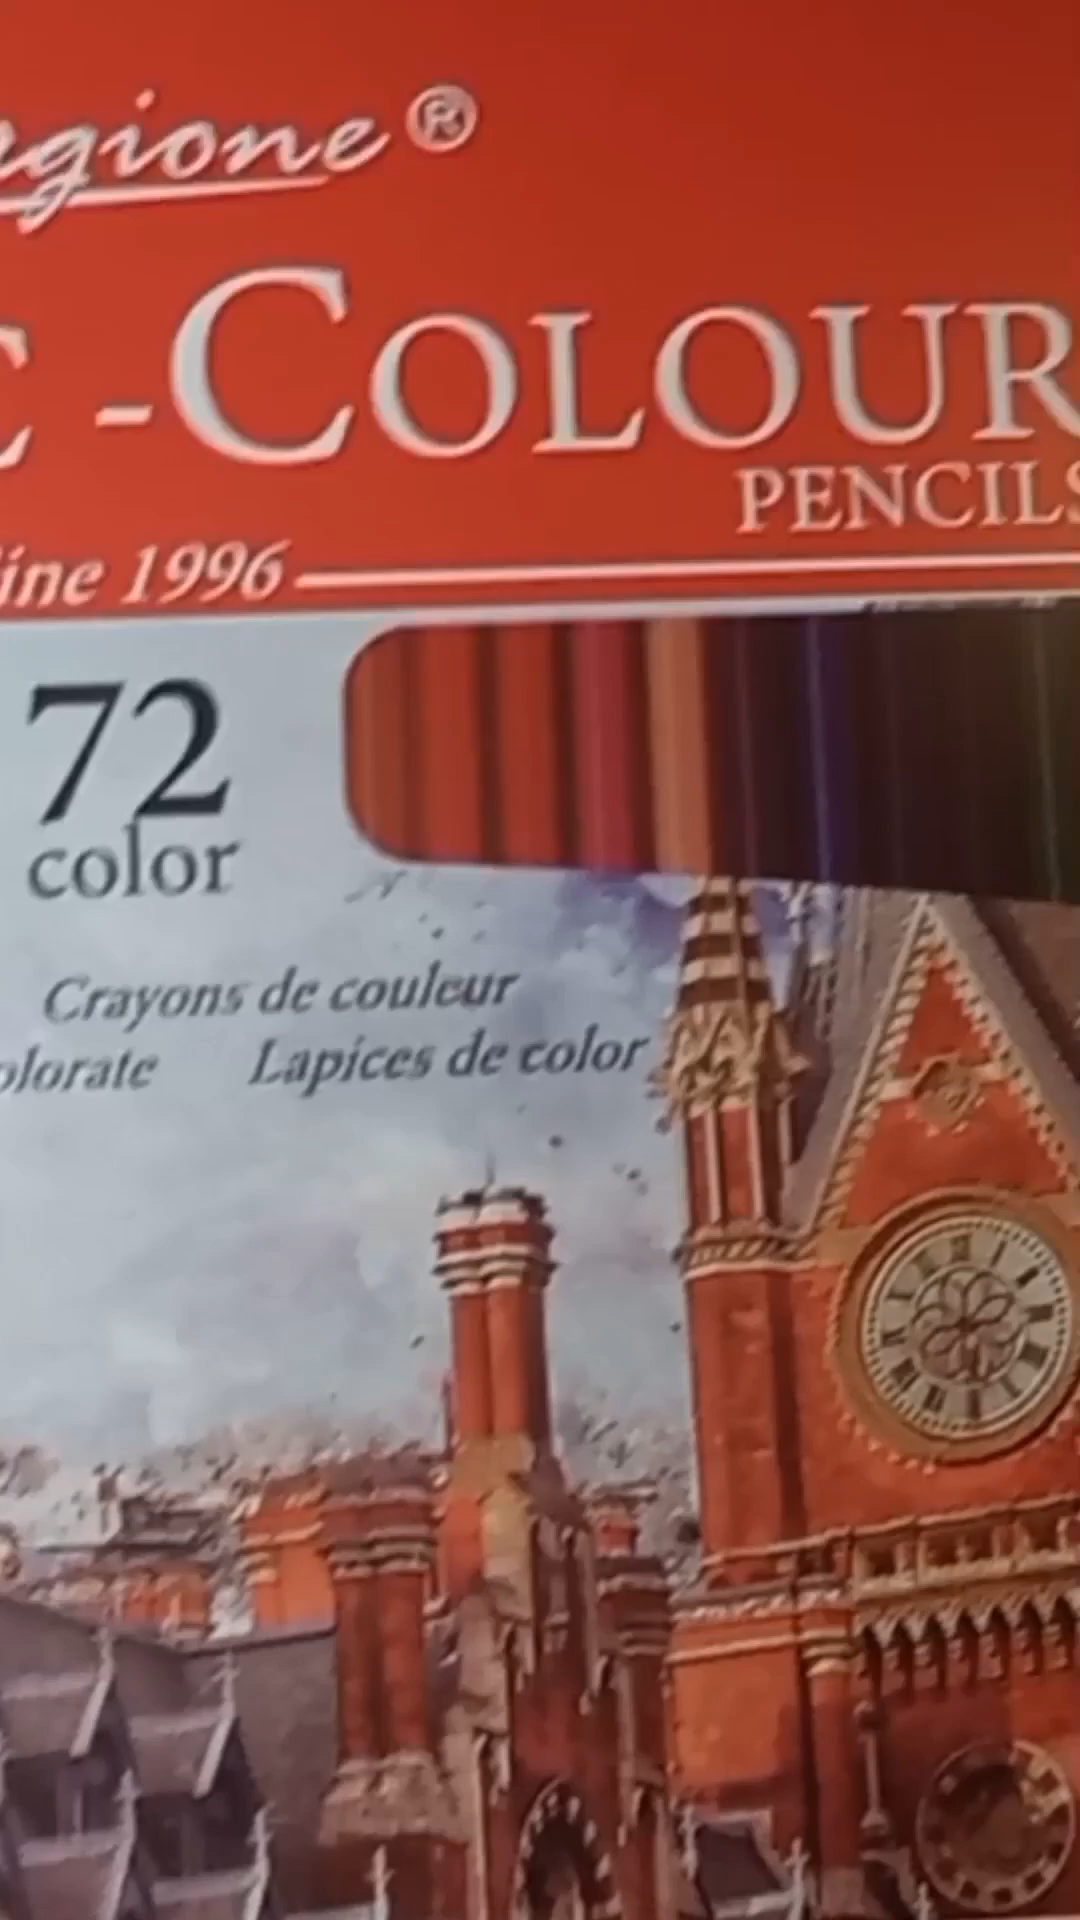 gione®
-COLOUR
PENCILS
ine 1996
72
color
Crayons de couleur
olorate Lapices de color